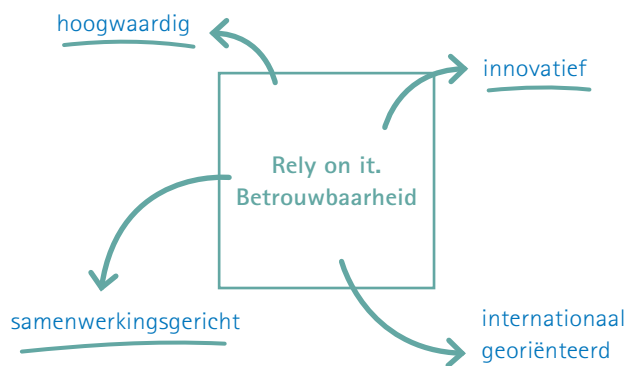 hoogwaardig
innovatief
Rely on it.
Betrouwbaarheid
samenwerkingsgericht
internationaal
georiënteerd